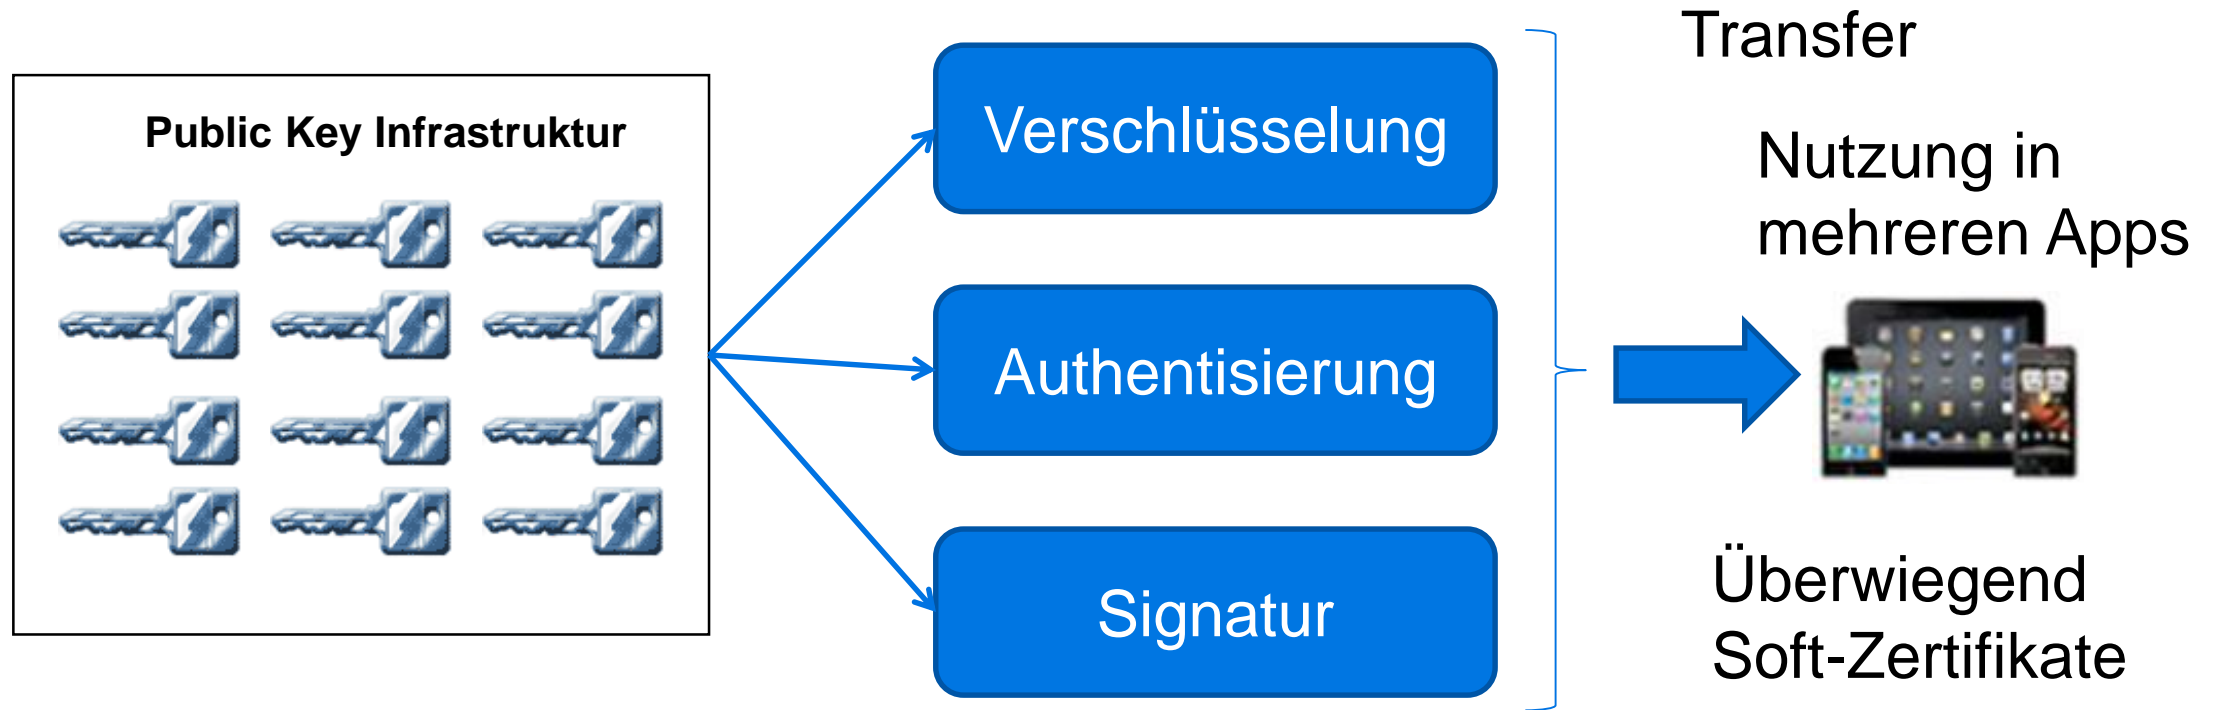 Public Key Infrastruktur
Verschlüsselung
Authentisierung
Signatur
Transfer
Nutzung in
mehreren Apps
Überwiegend
Soft-Zertifikate